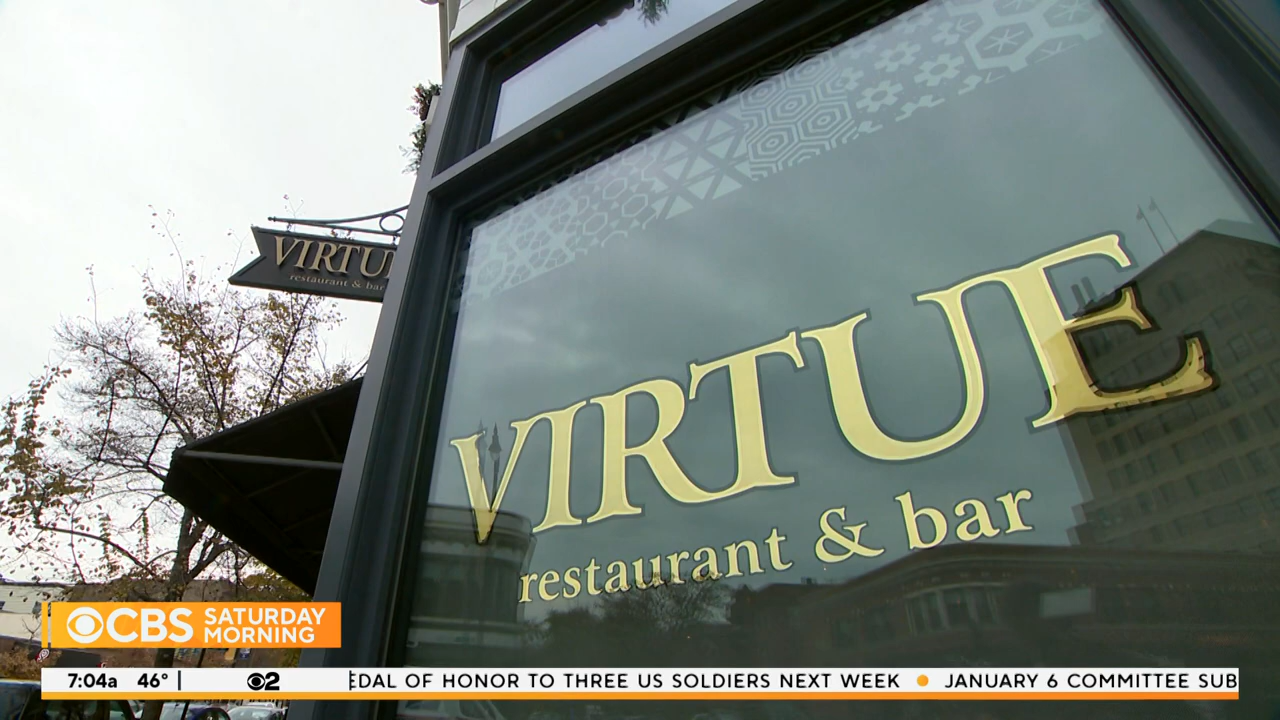 VIRTU
restaurant & bar
VIRTUE
restaurant & bar
CBS SATURDAY
MORNING
7:04a 46° 2 EDAL OF HONOR TO THREE US SOLDIERS NEXT WEEK • JANUARY 6 COMMITTEE SUB